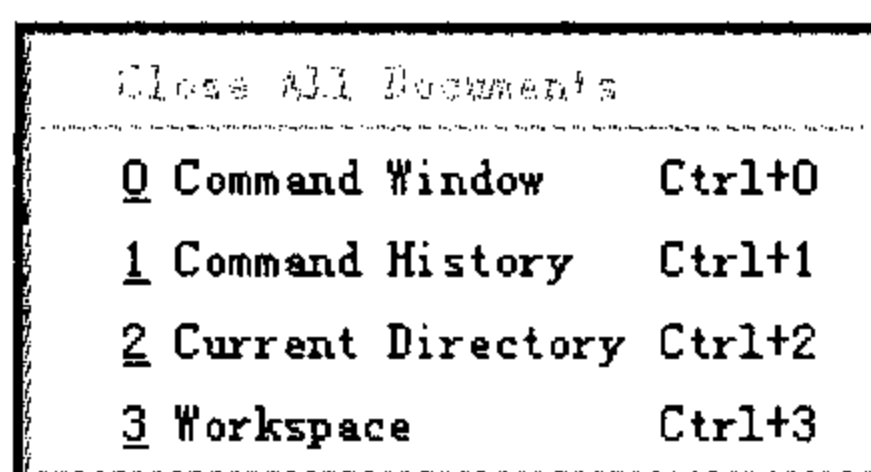 Close All Documents
0 Command Window Ctrl+0
1 Command History Ctrl+1
2 Current Directory Ctrl+2
3 Workspace Ctrl+3